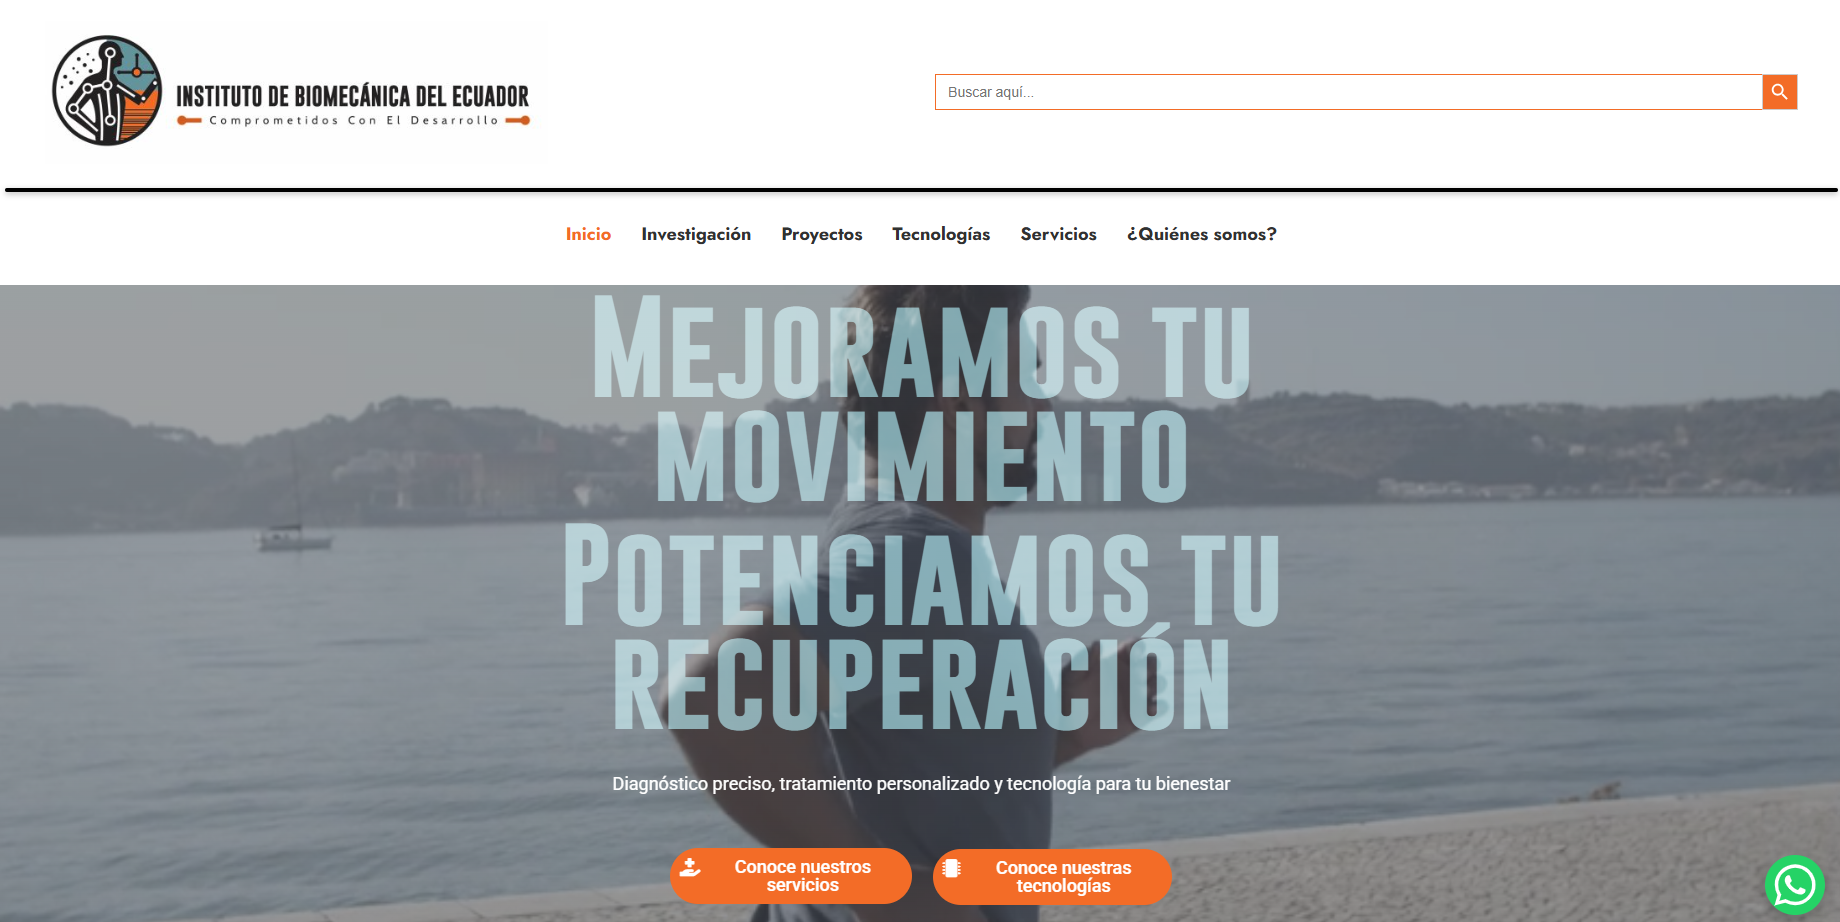 INSTITUTO DE BIOMECÁNICA DEL ECUADOR
Comprometidos Con El Desarrollo
Buscar aquí...
Inicio Investigación Proyectos Tecnologías Servicios ¿Quiénes somos?
MEJORAMOS TU
MOVIMIENTO
POTENCIAMOS TU
RECUPERACIÓN
Diagnóstico preciso, tratamiento personalizado y tecnología para tu bienestar
Conoce nuestros
servicios
Conoce nuestras
tecnologías